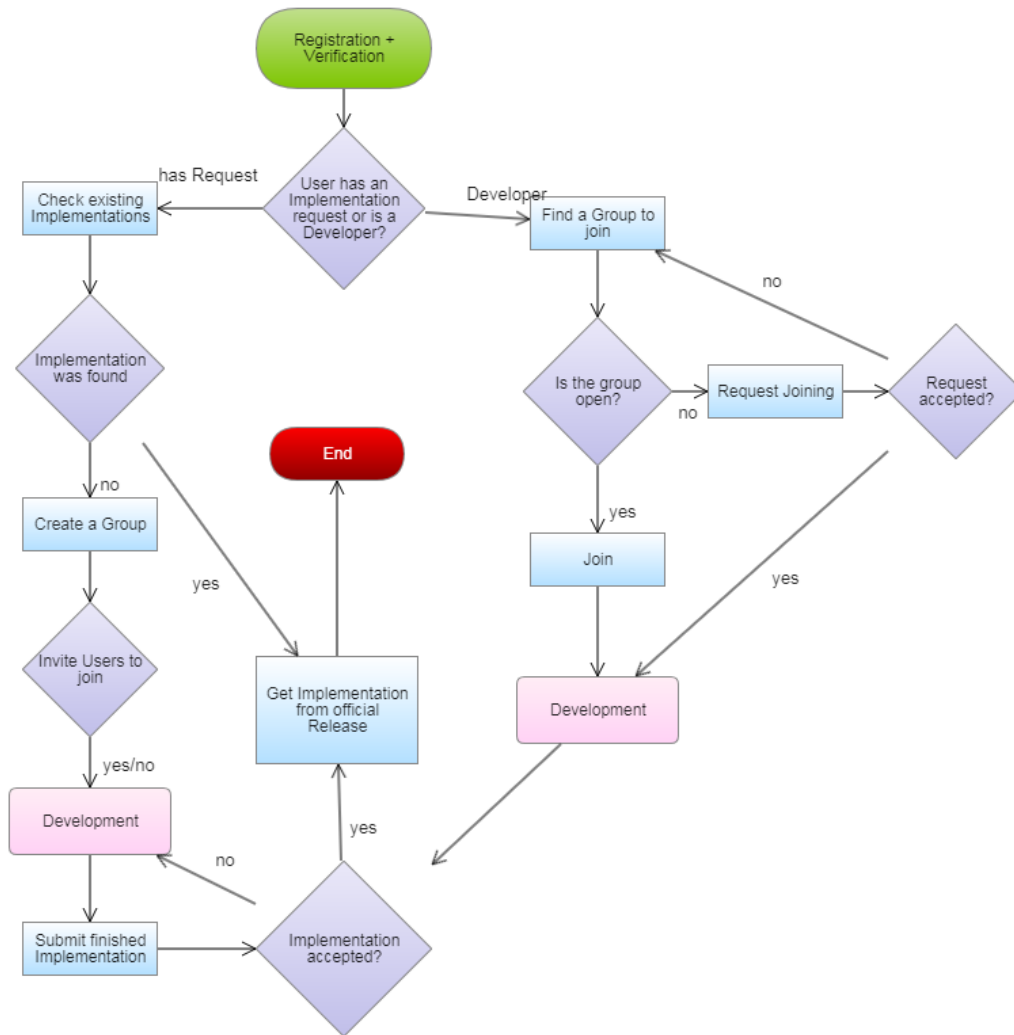 Registration +
Verification
has Request
User has an
Implementation
request or is a
Developer?
Developer
Check existing
Implementations
Find a Group to
join
no
Implementation
was found
Is the group
open?
no
Request Joining
Request
accepted?
End
no
Create a Group
yes
Join
yes
yes
Invite Users to
join
Get Implementation
from official
Release
Development
yes/no
Development
yes
no
Submit finished
Implementation
Implementation
accepted?